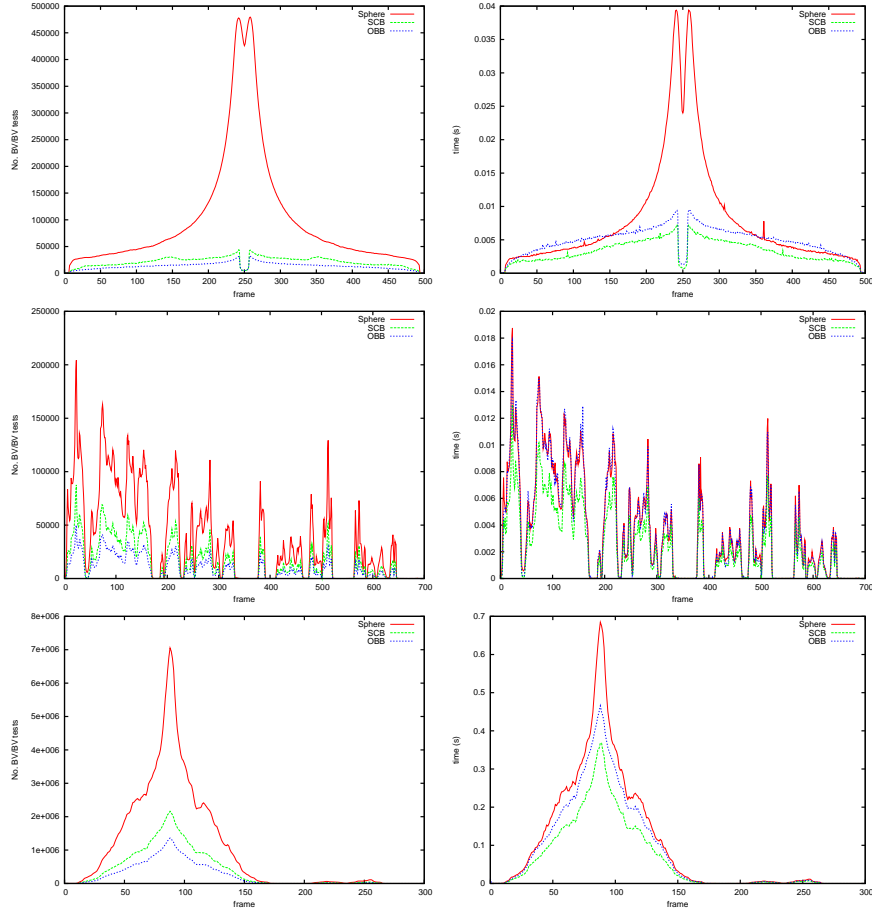 500000
450000
400000
350000
300000
250000
200000
150000
100000
50000
0
No. BV/BV tests
Sphere
SCB
OBB
0 50 100 150 200 250 300 350 400 450 500
frame
0.04
0.035
0.03
0.025
0.02
0.015
0.01
0.005
0
time (s)
Sphere
SCB
OBB
0 50 100 150 200 250 300 350 400 450 500
frame
250000
200000
150000
100000
50000
0
No. BV/BV tests
Sphere
SCB
OBB
0 100 200 300 400 500 600 700
frame
0.02
0.018
0.016
0.014
0.012
0.01
0.008
0.006
0.004
0.002
0
time (s)
Sphere
SCB
OBB
0 100 200 300 400 500 600 700
frame
8e+006
7e+006
6e+006
5e+006
4e+006
3e+006
2e+006
1e+006
0
No. BV/BV tests
Sphere
SCB
OBB
0 50 100 150 200 250 300
frame
0.7
0.6
0.5
0.4
0.3
0.2
0.1
0
time (s)
Sphere
SCB
OBB
0 50 100 150 200 250 300
frame